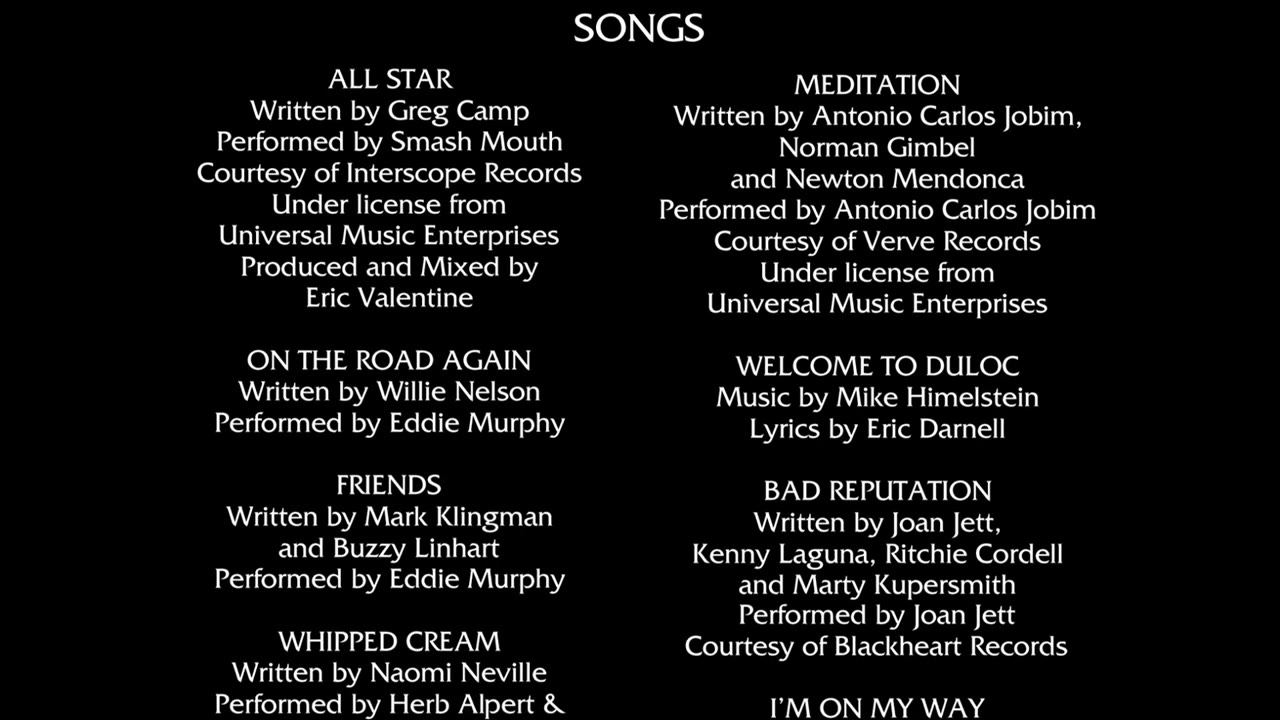 SONGS
ALL STAR
Written by Greg Camp
Performed by Smash Mouth
Courtesy of Interscope Records
Under license from
Universal Music Enterprises
Produced and Mixed by
Eric Valentine
ON THE ROAD AGAIN
Written by Willie Nelson
Performed by Eddie Murphy
FRIENDS
Written by Mark Klingman
and Buzzy Linhart
Performed by Eddie Murphy
WHIPPED CREAM
Written by Naomi Neville
Performed by Herb Alpert &
MEDITATION
Written by Antonio Carlos Jobim,
Norman Gimbel
and Newton Mendonca
Performed by Antonio Carlos Jobim
Courtesy of Verve Records
Under license from
Universal Music Enterprises
WELCOME TO DULOC
Music by Mike Himelstein
Lyrics by Eric Darnell
BAD REPUTATION
Written by Joan Jett,
Kenny Laguna, Ritchie Cordell
and Marty Kupersmith
Performed by Joan Jett
Courtesy of Blackheart Records
I'M ON MY WAY